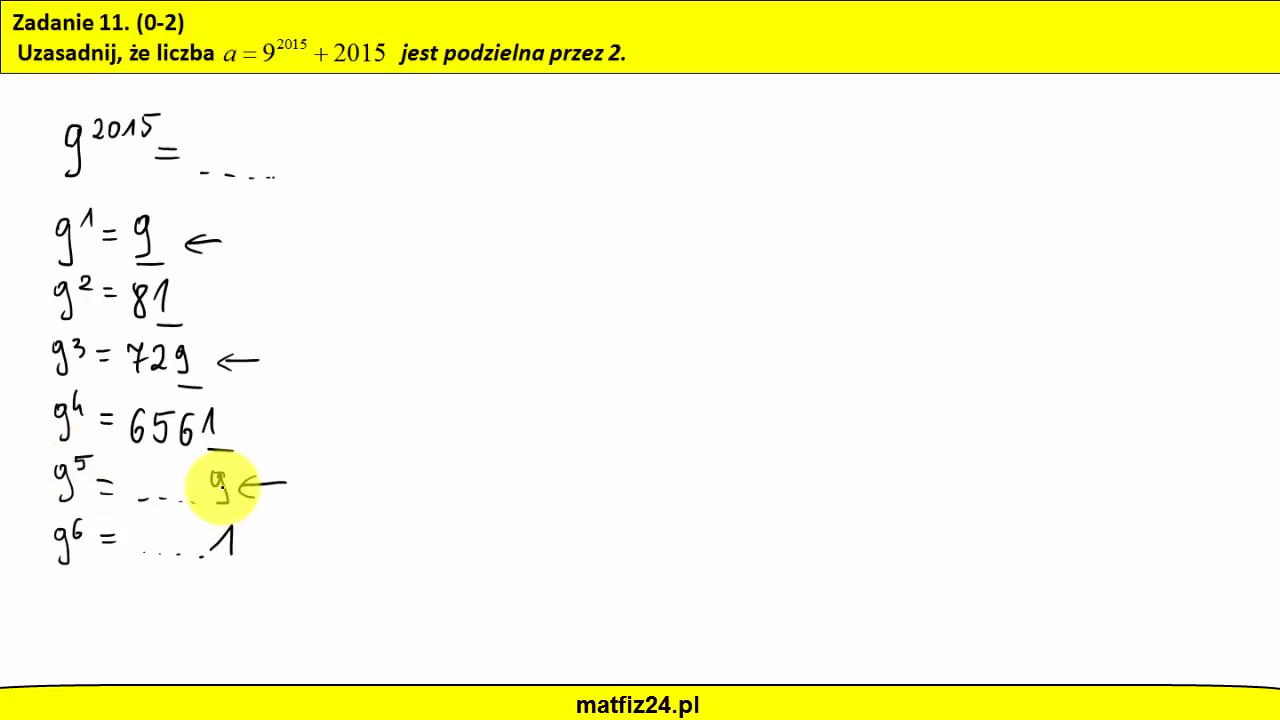 Zadanie 11. (0-2)
Uzasadnij, że liczba a = 9^2015 + 2015 jest podzielna przez 2.
9^2015 = .....
9^1 = 9 ←
9^2 = 81
9^3 = 729 ←
9^4 = 6561
9^5 = ....9 ←
9^6 = ....1
matfiz24.pl